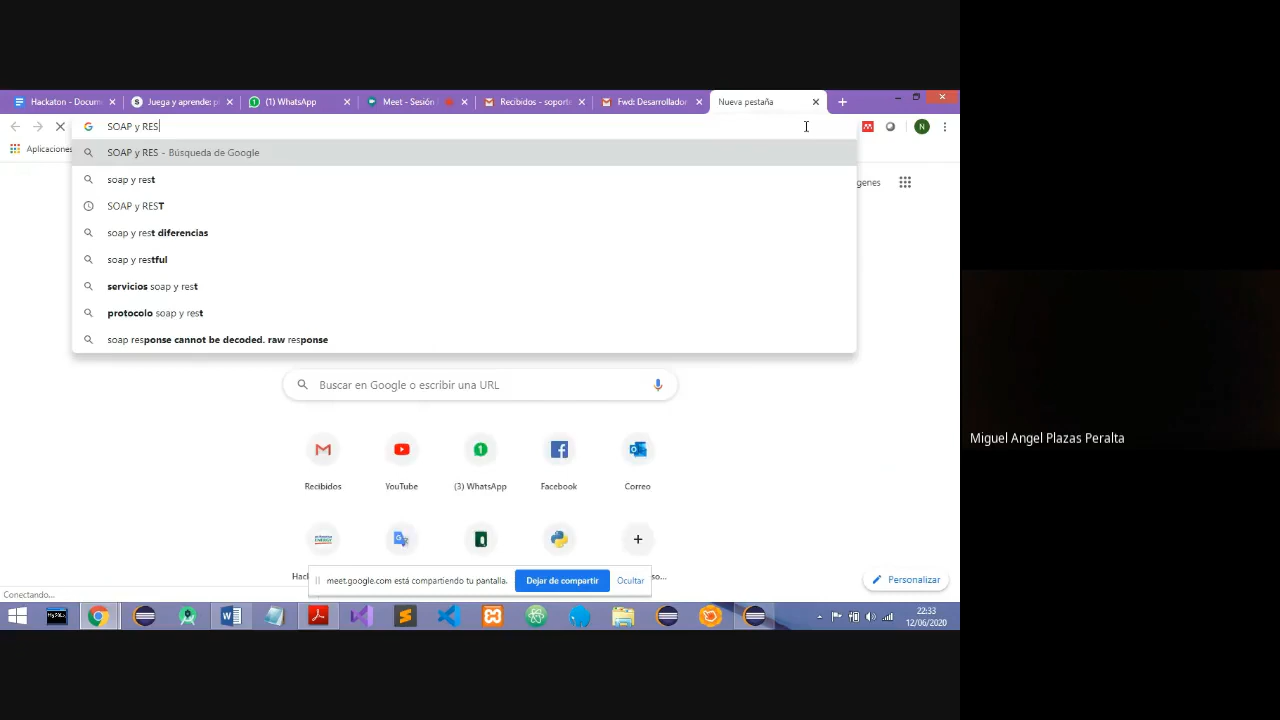 Hackaton - Docum
Juega y aprende: p
(1) WhatsApp
Meet - Sesión
Recibidos - soport
Fwd: Desarrollador
Nueva pestaña
SOAP y RES
N
Aplicaciones
SOAP y RES - Búsqueda de Google
soap y rest
genes
SOAP y REST
soap y rest diferencias
soap y restful
servicios soap y rest
protocolo soap y rest
soap response cannot be decoded. raw response
Buscar en Google o escribir una URL
Recibidos
YouTube
(3) WhatsApp
Facebook
Correo
Miguel Angel Plazas Peralta
meet.google.com está compartiendo tu pantalla.
Dejar de compartir
Ocultar
Personalizar
Conectando...
22:33
12/06/2020